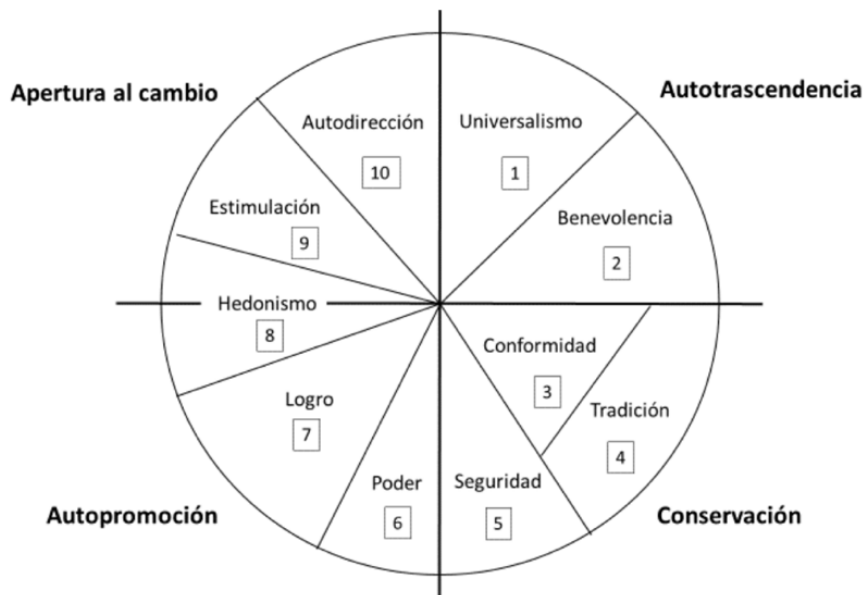 Apertura al cambio
Autotrascendencia
Autodirección
10
Universalismo
1
Estimulación
9
Benevolencia
2
Hedonismo
8
Conformidad
3
Logro
7
Tradición
4
Poder
6
Seguridad
5
Autopromoción
Conservación